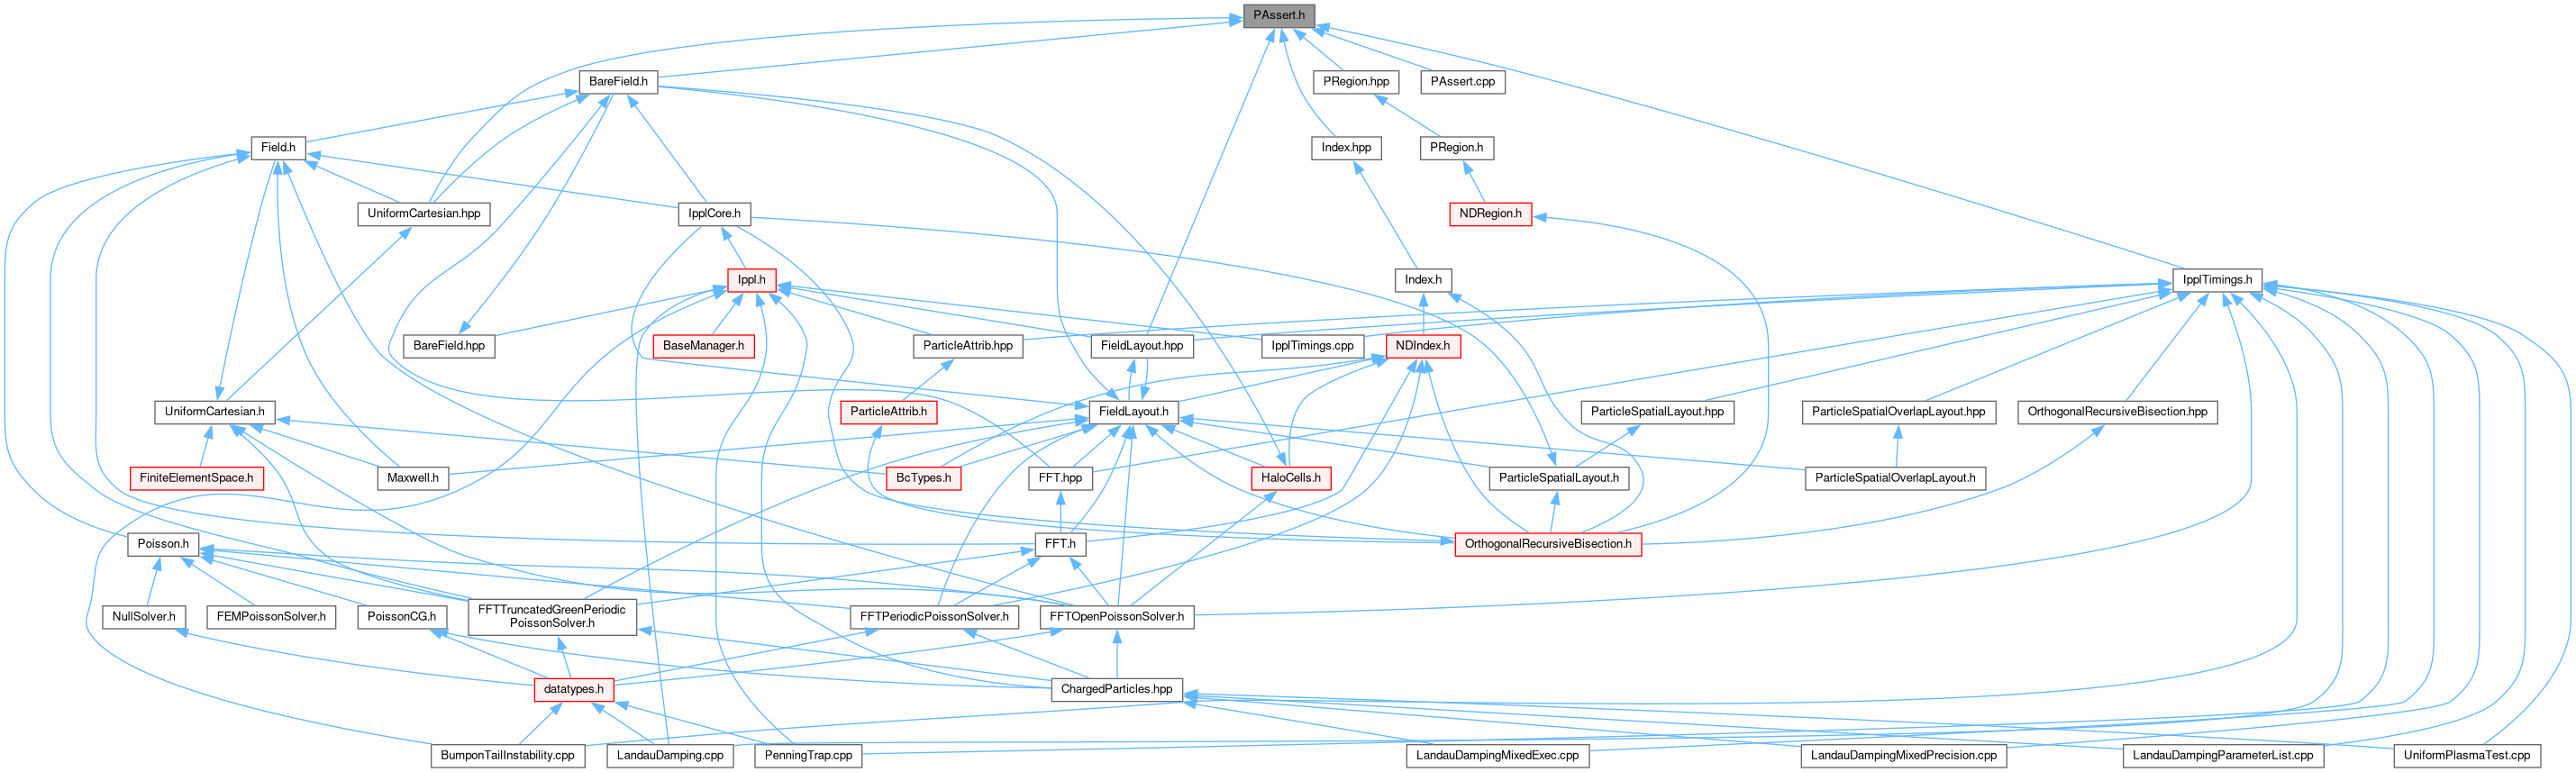 PAssert.h
BareField.h
PRegion.hpp
PAssert.cpp
Field.h
Index.hpp
PRegion.h
UniformCartesian.hpp
IpplCore.h
NDRegion.h
Ippl.h
Index.h
IpplTimings.h
BareField.hpp
BaseManager.h
ParticleAttrib.hpp
FieldLayout.hpp
IpplTimings.cpp
NDIndex.h
UniformCartesian.h
ParticleAttrib.h
FieldLayout.h
ParticleSpatialLayout.hpp
ParticleSpatialOverlapLayout.hpp
OrthogonalRecursiveBisection.hpp
FiniteElementSpace.h
Maxwell.h
BcTypes.h
FFT.hpp
HaloCells.h
ParticleSpatialLayout.h
ParticleSpatialOverlapLayout.h
Poisson.h
FFT.h
OrthogonalRecursiveBisection.h
NullSolver.h
FEMPoissonSolver.h
PoissonCG.h
FFTTruncatedGreenPeriodic
PoissonSolver.h
FFTPeriodicPoissonSolver.h
FFTOpenPoissonSolver.h
datatypes.h
ChargedParticles.hpp
BumponTailInstability.cpp
LandauDamping.cpp
PenningTrap.cpp
LandauDampingMixedExec.cpp
LandauDampingMixedPrecision.cpp
LandauDampingParameterList.cpp
UniformPlasmaTest.cpp